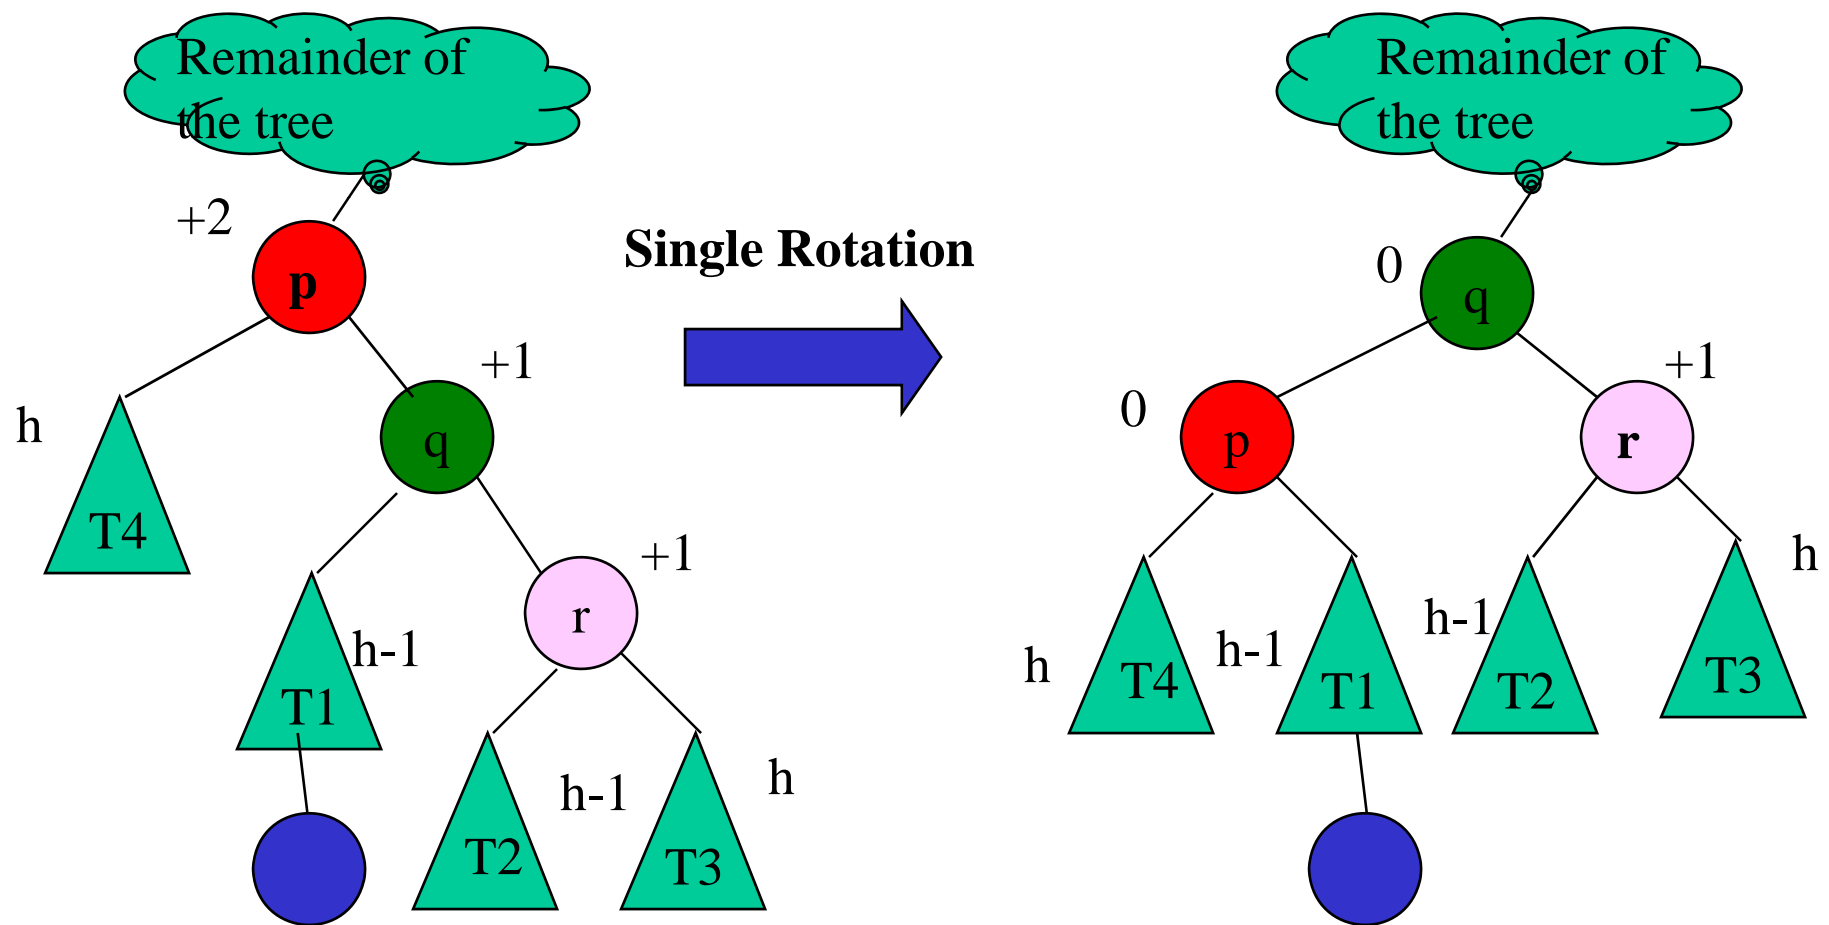 Remainder of
the tree
+2
p
+1
q
h
T4
+1
r
h-1
T1
h-1
h
T2
T3
Single Rotation
Remainder of
the tree
0
q
0
p
+1
r
h
T4
h-1
T1
h-1
T2
h
T3